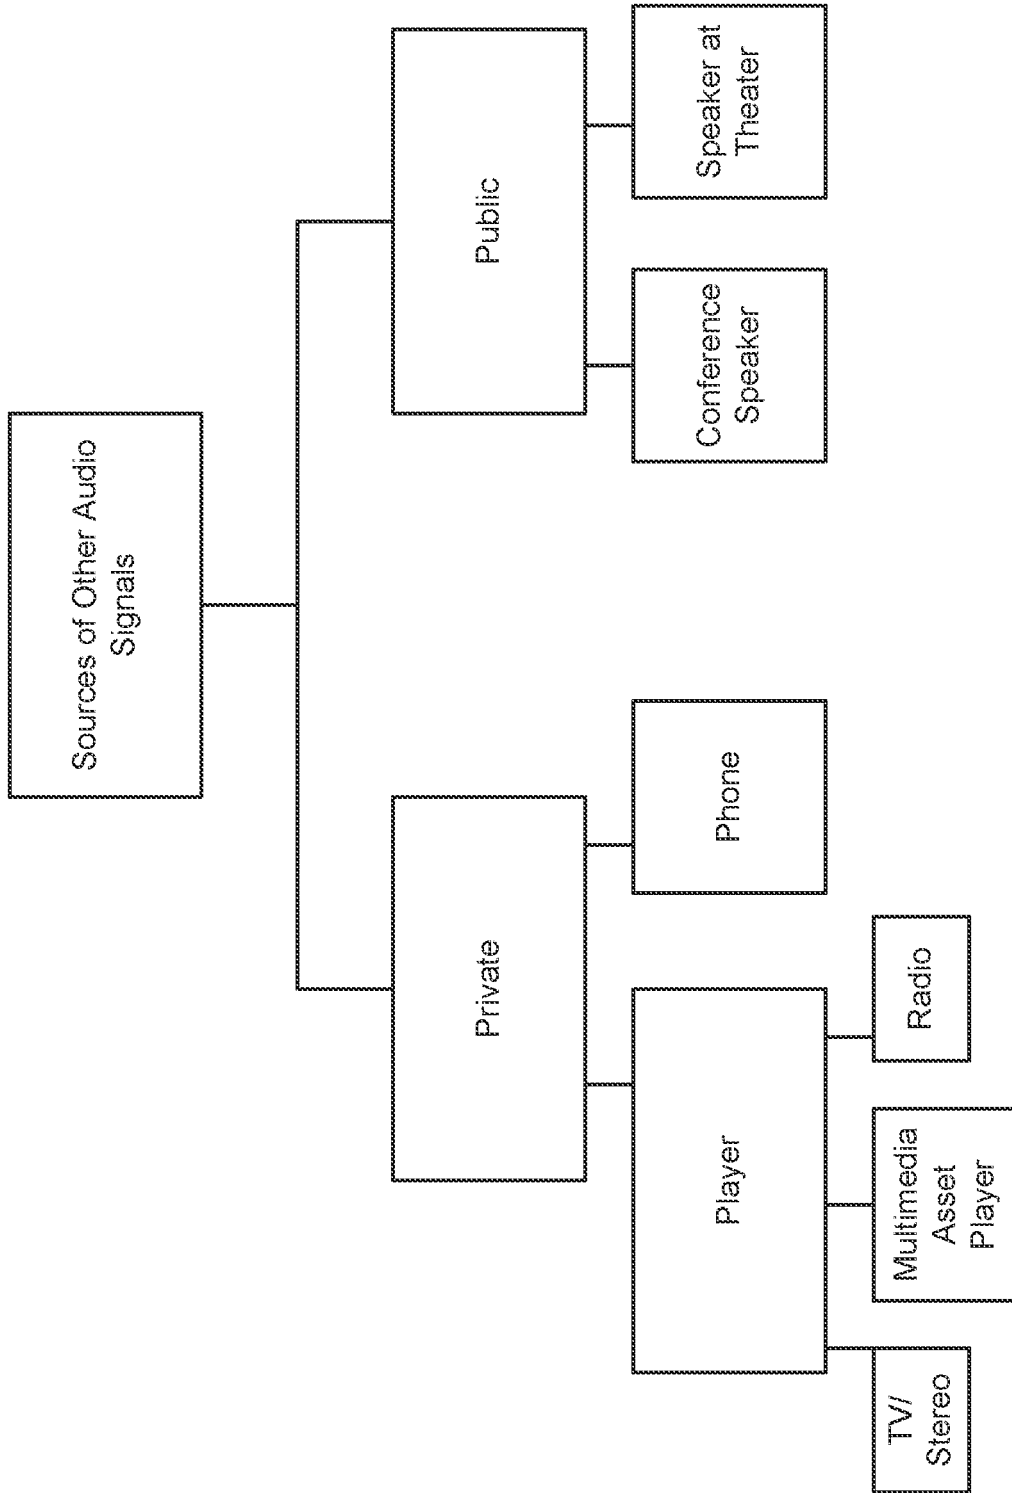 Sources of Other Audio
Signals
Private
Public
Player
Phone
Conference
Speaker
Speaker at
Theater
TV/
Stereo
Multimedia
Asset
Player
Radio